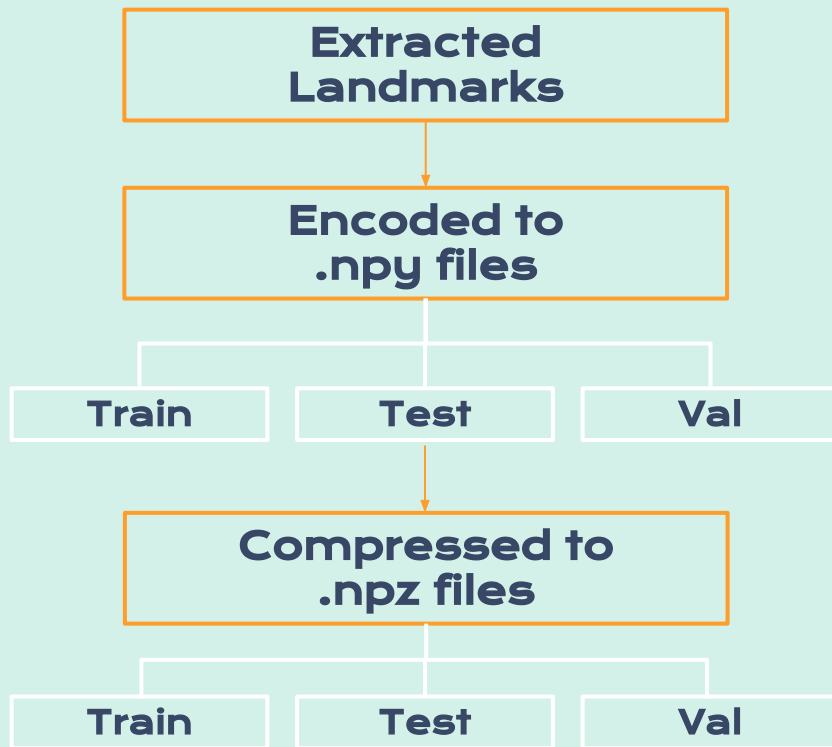 Extracted
Landmarks
Encoded to
.npy files
Train
Test
Val
Compressed to
.npz files
Train
Test
Val